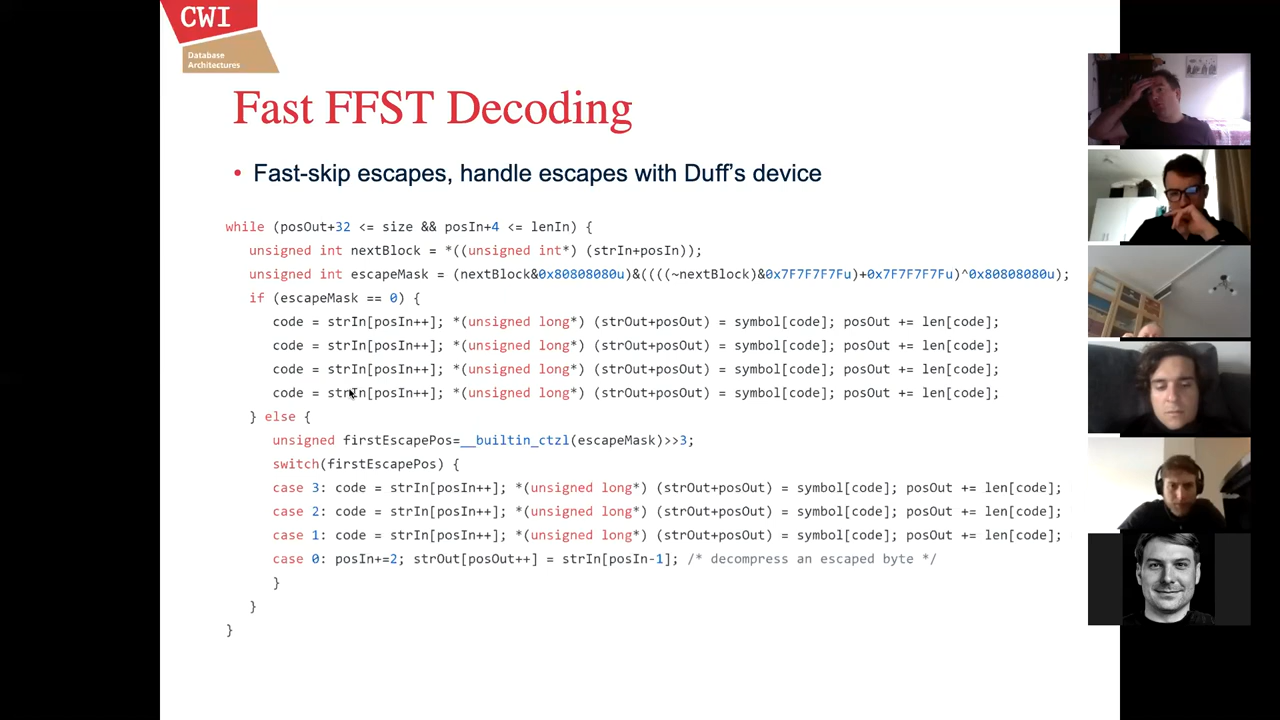 CWI
Database
Architectures
Fast FFST Decoding
• Fast-skip escapes, handle escapes with Duff’s device
while (posOut+32 <= size && posIn+4 <= lenIn) {
unsigned int nextBlock = *((unsigned int*) (strIn+posIn));
unsigned int escapeMask = (nextBlock&0x80808080u)&((((~nextBlock)&0x7F7F7F7Fu)+0x7F7F7F7Fu)^0x80808080u);
if (escapeMask == 0) {
code = strIn[posIn++]; *(unsigned long*) (strOut+posOut) = symbol[code]; posOut += len[code];
code = strIn[posIn++]; *(unsigned long*) (strOut+posOut) = symbol[code]; posOut += len[code];
code = strIn[posIn++]; *(unsigned long*) (strOut+posOut) = symbol[code]; posOut += len[code];
code = strIn[posIn++]; *(unsigned long*) (strOut+posOut) = symbol[code]; posOut += len[code];
} else {
unsigned firstEscapePos=__builtin_ctzl(escapeMask)>>3;
switch(firstEscapePos) {
case 3: code = strIn[posIn++]; *(unsigned long*) (strOut+posOut) = symbol[code]; posOut += len[code];
case 2: code = strIn[posIn++]; *(unsigned long*) (strOut+posOut) = symbol[code]; posOut += len[code];
case 1: code = strIn[posIn++]; *(unsigned long*) (strOut+posOut) = symbol[code]; posOut += len[code];
case 0: posIn+=2; strOut[posOut++] = strIn[posIn-1]; /* decompress an escaped byte */
}
}
}